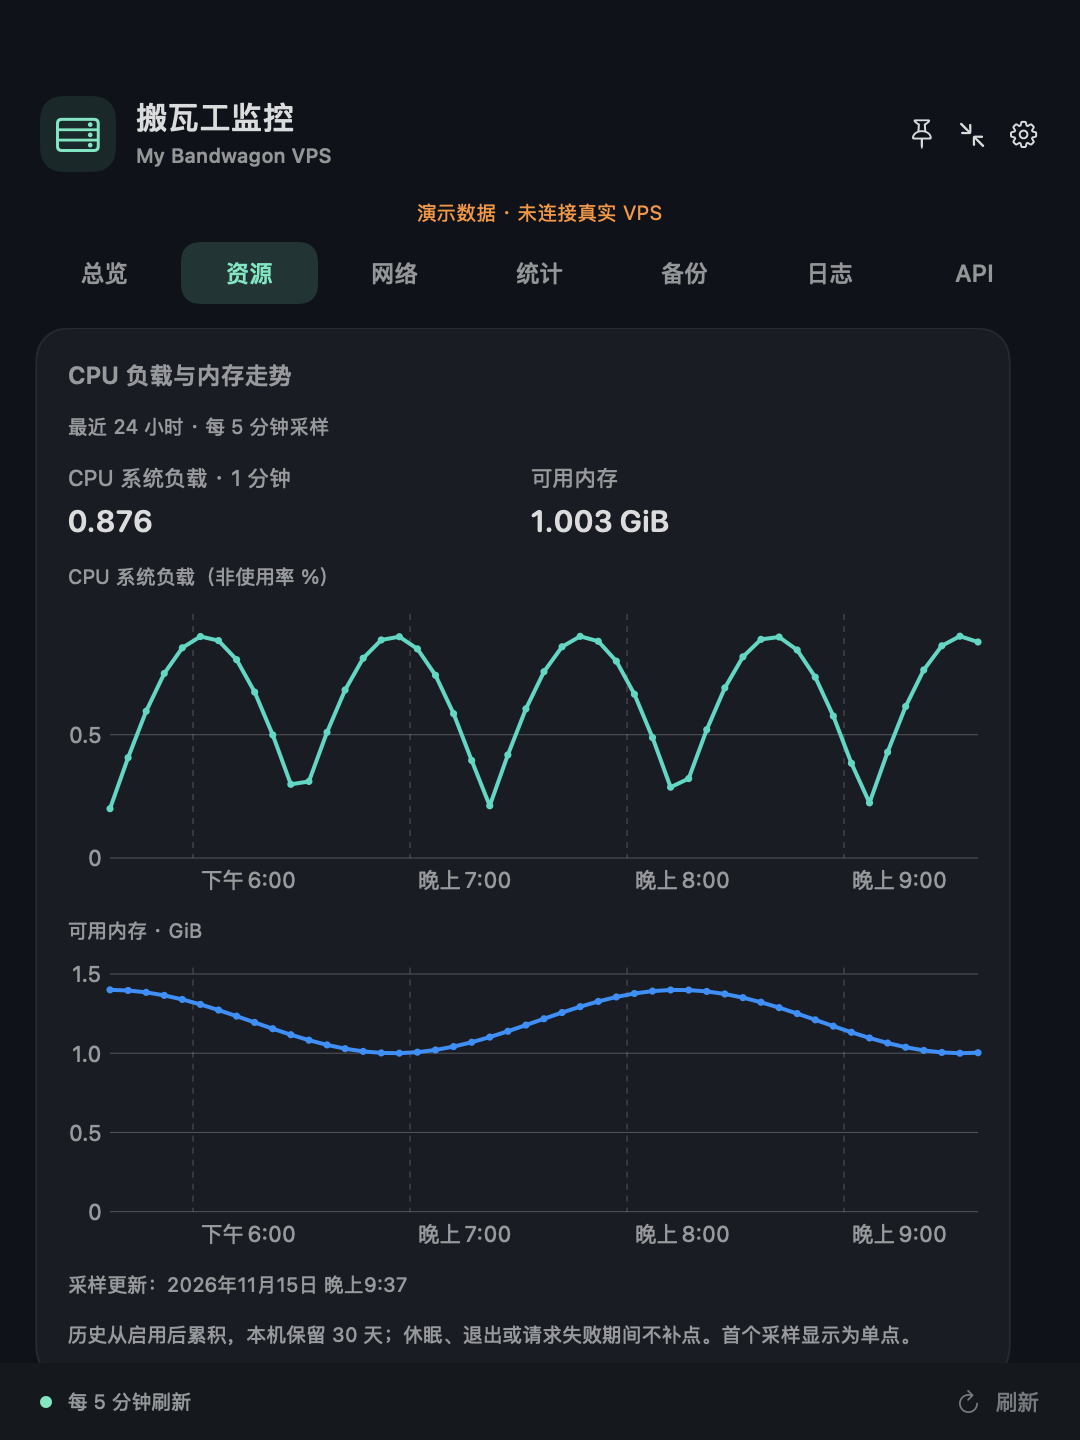 搬瓦工监控
My Bandwagon VPS
演示数据 · 未连接真实 VPS
总览 资源 网络 统计 备份 日志 API
CPU 负载与内存走势
最近 24 小时 · 每 5 分钟采样
CPU 系统负载 · 1 分钟 可用内存
0.876 1.003 GiB
CPU 系统负载（非使用率 %）
0.5
0
下午 6:00 晚上 7:00 晚上 8:00 晚上 9:00
可用内存 · GiB
1.5
1.0
0.5
0
下午 6:00 晚上 7:00 晚上 8:00 晚上 9:00
采样更新：2026年11月15日 晚上9:37
历史从启用后累积，本机保留 30 天；休眠、退出或请求失败期间不补点。首个采样显示为单点。
每 5 分钟刷新 刷新